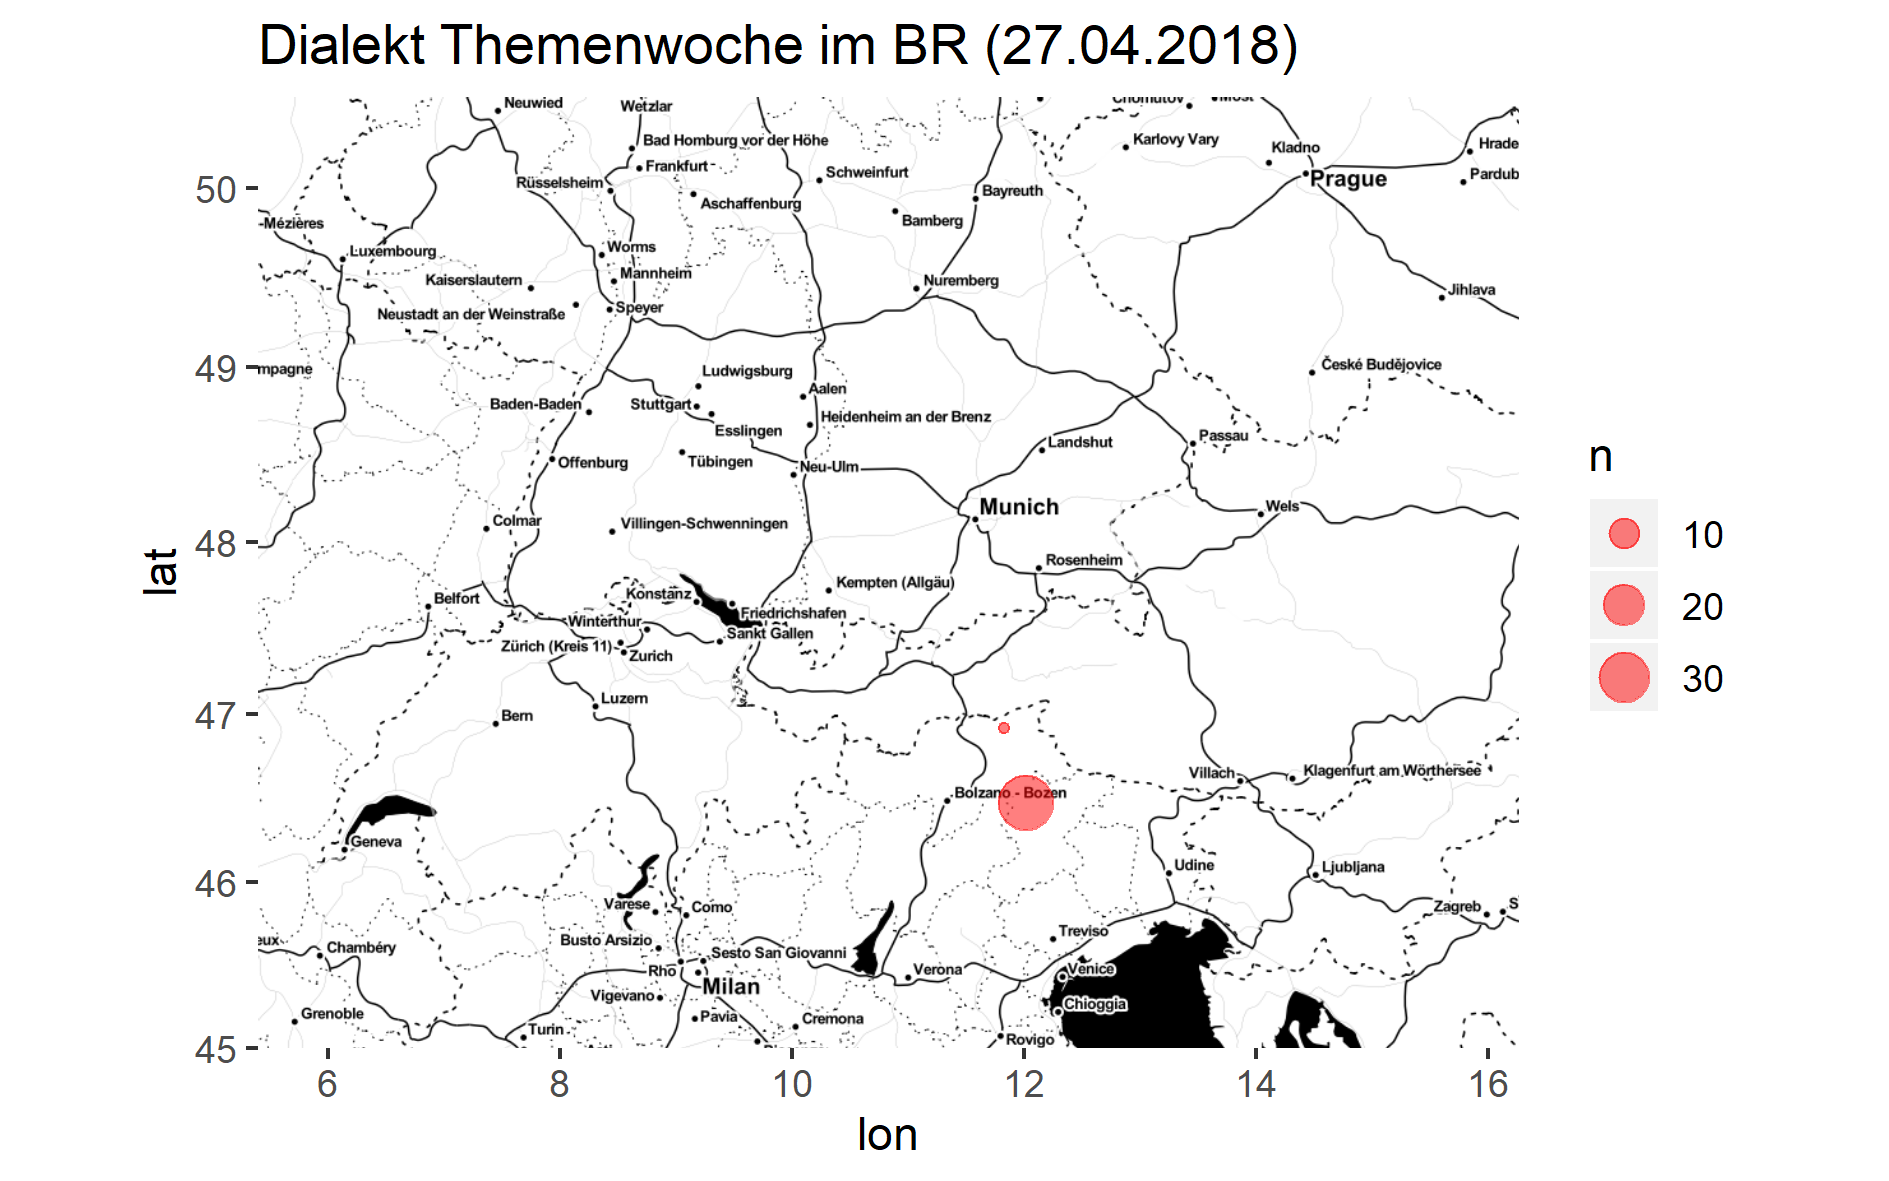 Dialekt Themenwoche im BR (27.04.2018)
Neuwied
Wetzlar
Chomutov
Most
Bad Homburg vor der Höhe
Karlovy Vary
Kladno
Hrade
Frankfurt
Schweinfurt
Prague
Pardub
Rüsselsheim
Bayreuth
50
Aschaffenburg
Bamberg
-Mézières
Luxembourg
Worms
Mannheim
Kaiserslautern
Nuremberg
Jihlava
Neustadt an der Weinstraße
Speyer
49
mpagne
Ludwigsburg
České Budějovice
Aalen
Baden-Baden
Stuttgart
Heidenheim an der Brenz
Esslingen
Passau
Landshut
Offenburg
Tübingen
Neu-Ulm
n
Munich
Wels
Colmar
Villingen-Schwenningen
10
48
Rosenheim
lat
Kempten (Allgäu)
Belfort
Konstanz
Friedrichshafen
20
Winterthur
Sankt Gallen
Zürich (Kreis 11)
Zurich
30
Luzern
47
Bern
Villach
Klagenfurt am Wörthersee
Bolzano - Bozen
Geneva
46
Udine
Ljubljana
Varese
Como
Zagreb
S
eux
Chambéry
Busto Arsizio
Sesto San Giovanni
Treviso
Rho
Verona
Venice
Milan
Vigevano
Chioggia
Grenoble
Pavia
Cremona
Turin
Rovigo
45
6
8
10
12
14
16
lon